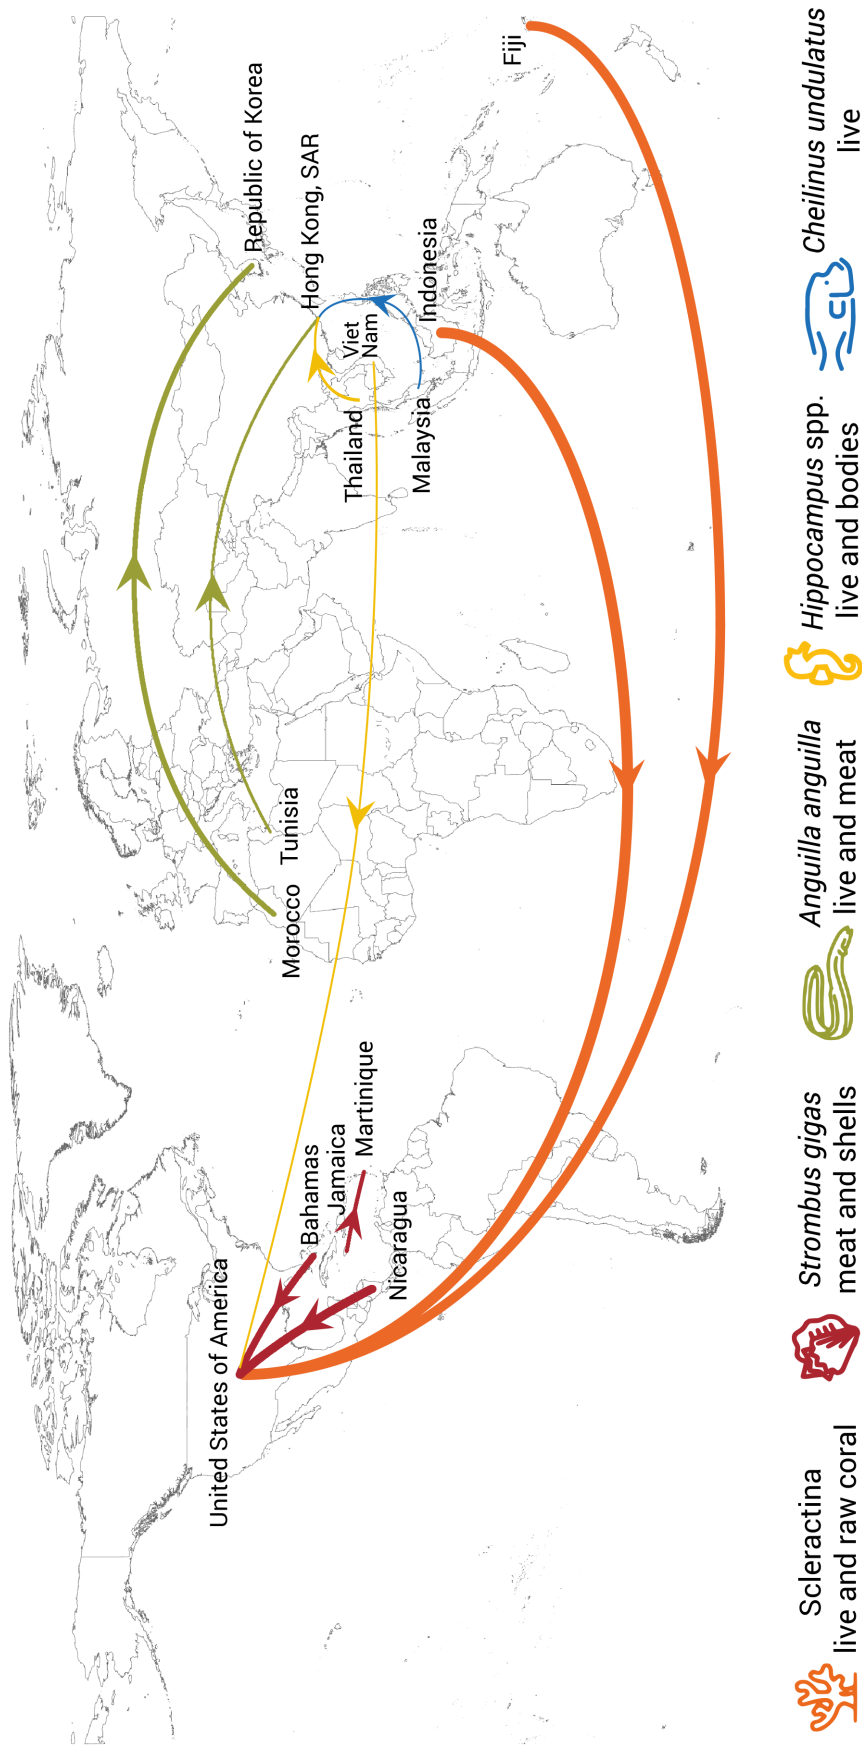 United States of America
Bahamas
Jamaica
Martinique
Nicaragua
Morocco
Tunisia
Republic of Korea
Hong Kong, SAR
Viet
Nam
Thailand
Malaysia
Indonesia
Fiji
Scleractina
live and raw coral
Strombus gigas
meat and shells
Anguilla anguilla
live and meat
Hippocampus spp.
live and bodies
Cheilinus undulatus
live